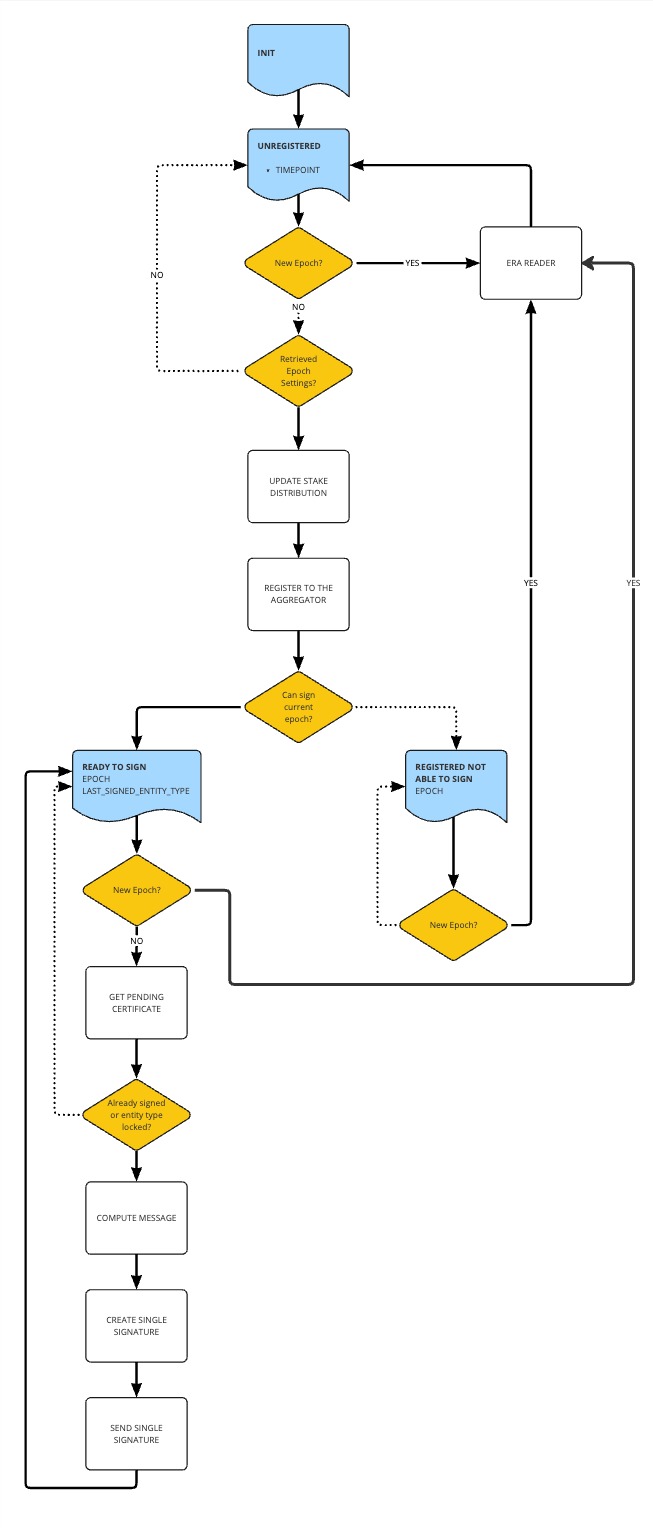 INIT
UNREGISTERED
• TIMEPOINT
New Epoch?
YES
ERA READER
NO
NO
Retrieved
Epoch
Settings?
UPDATE STAKE
DISTRIBUTION
REGISTER TO THE
AGGREGATOR
YES
YES
Can sign
current
epoch?
READY TO SIGN
EPOCH
LAST_SIGNED_ENTITY_TYPE
REGISTERED NOT
ABLE TO SIGN
EPOCH
New Epoch?
New Epoch?
NO
GET PENDING
CERTIFICATE
Already signed
or entity type
locked?
COMPUTE MESSAGE
CREATE SINGLE
SIGNATURE
SEND SINGLE
SIGNATURE